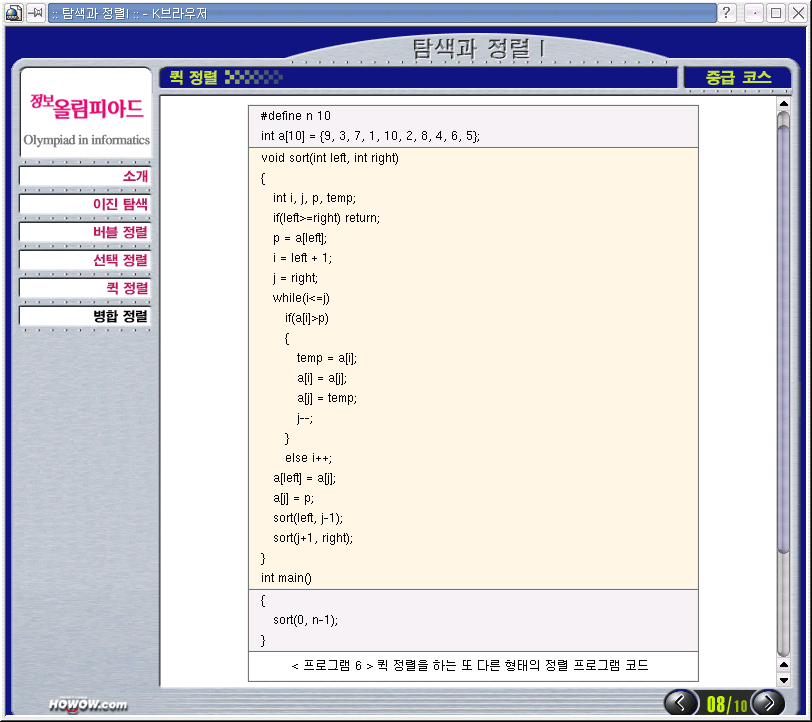 :: 탐색과 정렬I :: - K브라우저
탐색과 정렬 I
퀵 정렬
중급 코스
정보올림피아드
Olympiad in informatics
소개
이진 탐색
버블 정렬
선택 정렬
퀵 정렬
병합 정렬
#define n 10
int a[10] = {9, 3, 7, 1, 10, 2, 8, 4, 6, 5};
void sort(int left, int right)
{
int i, j, p, temp;
if(left>=right) return;
p = a[left];
i = left + 1;
j = right;
while(i<=j)
if(a[i]>p)
{
temp = a[i];
a[i] = a[j];
a[j] = temp;
j--;
}
else i++;
a[left] = a[j];
a[j] = p;
sort(left, j-1);
sort(j+1, right);
}
int main()
{
sort(0, n-1);
}
< 프로그램 6 > 퀵 정렬을 하는 또 다른 형태의 정렬 프로그램 코드
HOWOW.com
08/10